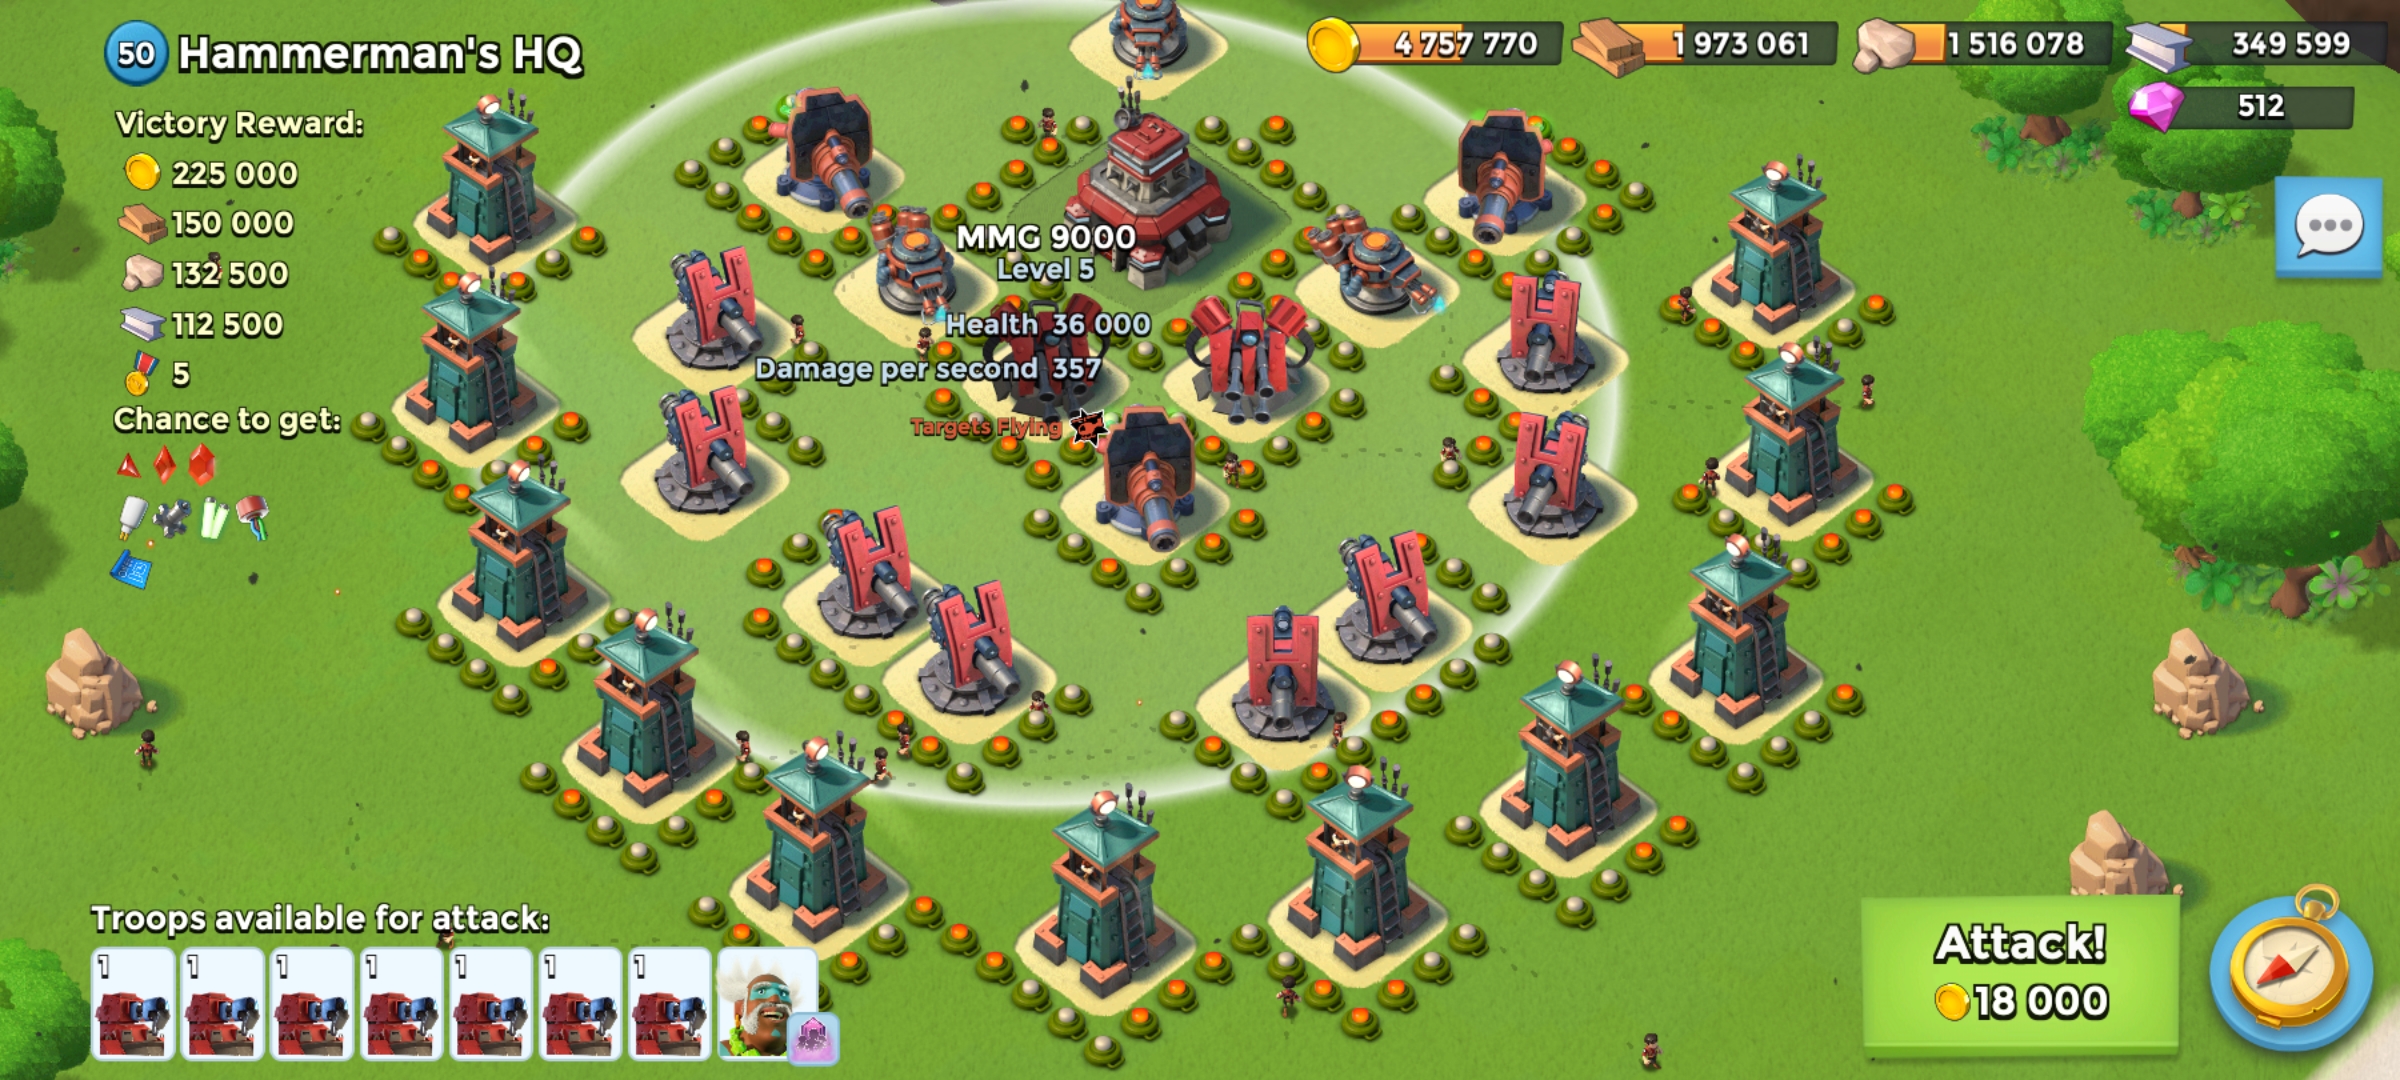 50 Hammerman's HQ
4 757 770
1 973 061
1 516 078
349 599
512
Victory Reward:
225 000
150 000
132 500
112 500
5
Chance to get:
MMG 9000
Level 5
Health 36 000
Damage per second 357
Targets Flying
Troops available for attack:
1 1 1 1 1 1 1
Attack!
18 000